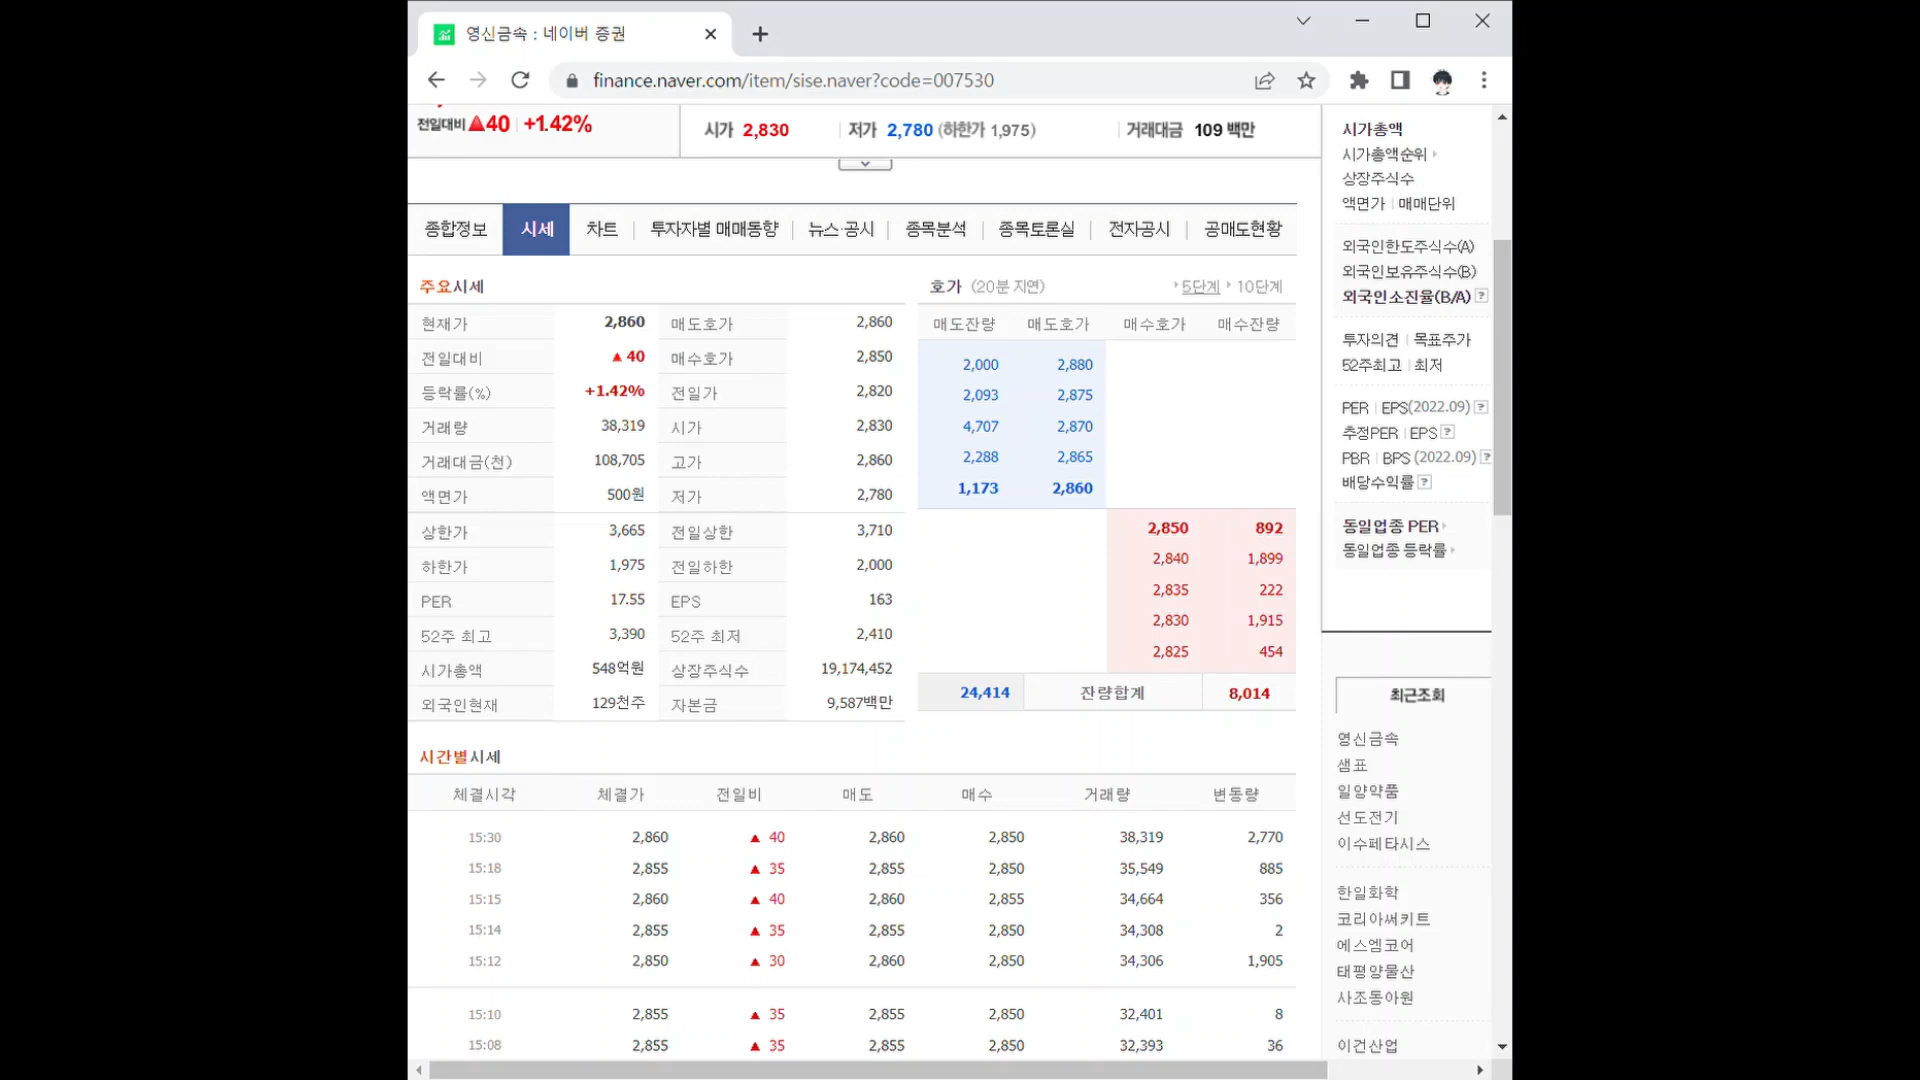 영신금속 : 네이버 증권
finance.naver.com/item/sise.naver?code=007530
전일대비 ▲40 +1.42%
시가 2,830 저가 2,780 (하한가 1,975) 거래대금 109 백만
종합정보 시세 차트 투자자별 매매동향 뉴스·공시 종목분석 종목토론실 전자공시 공매도현황
주요시세
현재가 2,860 매도호가 2,860
전일대비 ▲ 40 매수호가 2,850
등락률(%) +1.42% 전일가 2,820
거래량 38,319 시가 2,830
거래대금(천) 108,705 고가 2,860
액면가 500원 저가 2,780
상한가 3,665 전일상한 3,710
하한가 1,975 전일하한 2,000
PER 17.55 EPS 163
52주 최고 3,390 52주 최저 2,410
시가총액 548억원 상장주식수 19,174,452
외국인현재 129천주 자본금 9,587백만
호가 (20분 지연) 5단계 10단계
매도잔량 매도호가 매수호가 매수잔량
2,000 2,880
2,093 2,875
4,707 2,870
2,288 2,865
1,173 2,860
2,850 892
2,840 1,899
2,835 222
2,830 1,915
2,825 454
24,414 잔량합계 8,014
시간별시세
체결시각 체결가 전일비 매도 매수 거래량 변동량
15:30 2,860 ▲ 40 2,860 2,850 38,319 2,770
15:18 2,855 ▲ 35 2,855 2,850 35,549 885
15:15 2,860 ▲ 40 2,860 2,855 34,664 356
15:14 2,855 ▲ 35 2,855 2,850 34,308 2
15:12 2,850 ▲ 30 2,860 2,850 34,306 1,905
15:10 2,855 ▲ 35 2,855 2,850 32,401 8
15:08 2,855 ▲ 35 2,855 2,850 32,393 36
시가총액
시가총액순위
상장주식수
액면가 매매단위
외국인한도주식수(A)
외국인보유주식수(B)
외국인소진율(B/A) ?
투자의견 목표주가
52주최고 최저
PER EPS(2022.09) ?
추정PER EPS ?
PBR BPS (2022.09) ?
배당수익률 ?
동일업종 PER
동일업종 등락률
최근조회
영신금속
샘표
일양약품
선도전기
이수페타시스
한일화학
코리아써키트
에스엠코어
태평양물산
사조동아원
이건산업